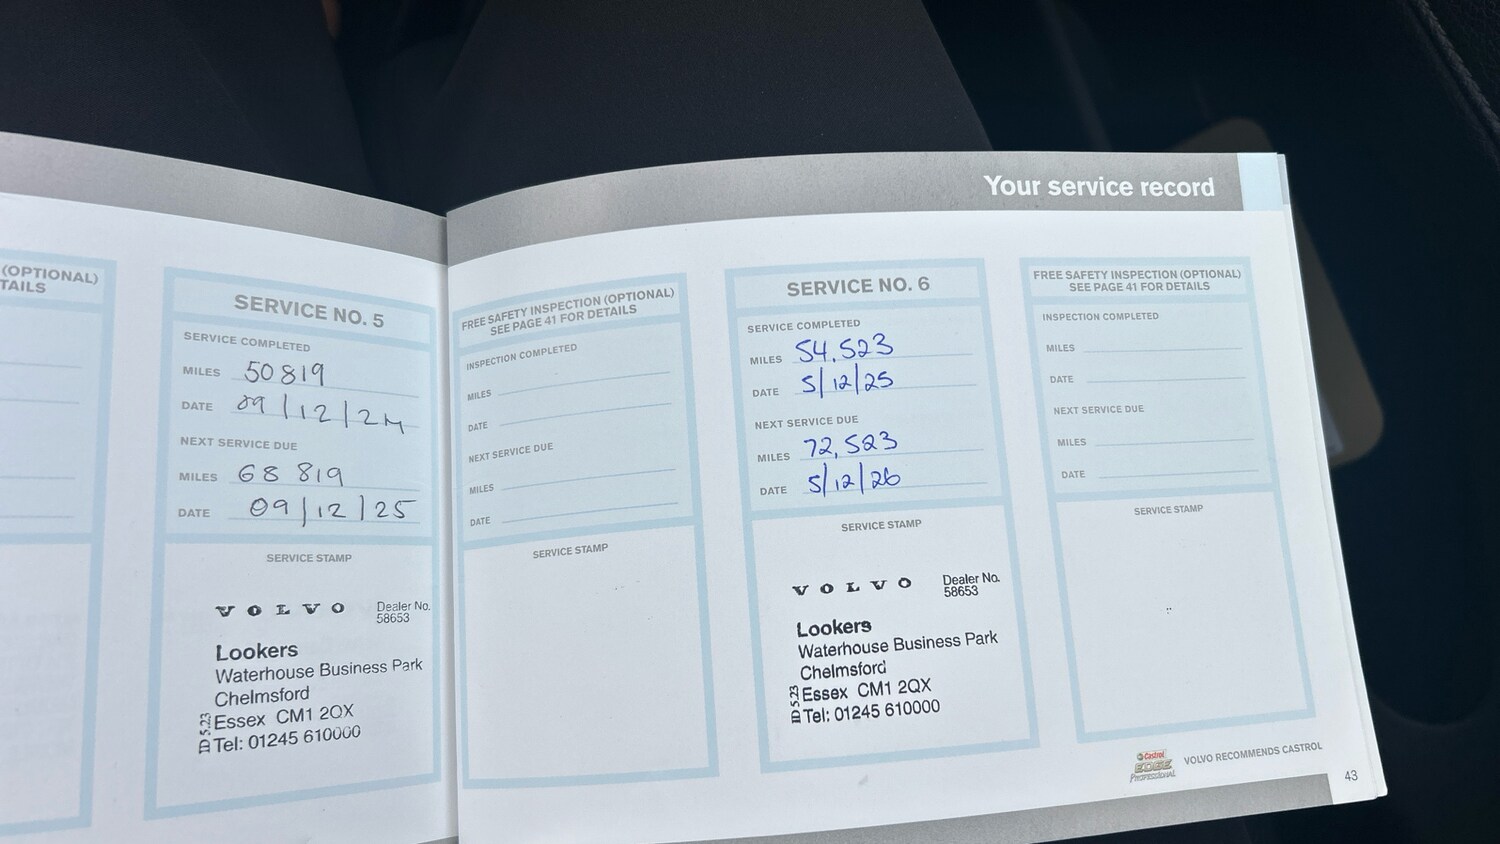 Your service record
(OPTIONAL)
TAILS
SERVICE NO. 5
SERVICE COMPLETED
MILES 50819
DATE 09/12/24
NEXT SERVICE DUE
MILES 68 819
DATE 09/12/25
SERVICE STAMP
VOLVO Dealer No.
58653
Lookers
Waterhouse Business Park
Chelmsford
Essex CM1 2QX
Tel: 01245 610000
ID 5.23
FREE SAFETY INSPECTION (OPTIONAL)
SEE PAGE 41 FOR DETAILS
INSPECTION COMPLETED
MILES
DATE
NEXT SERVICE DUE
MILES
DATE
SERVICE STAMP
SERVICE NO. 6
SERVICE COMPLETED
MILES 54,523
DATE 5/12/25
NEXT SERVICE DUE
MILES 72,523
DATE 5/12/26
SERVICE STAMP
VOLVO Dealer No.
58653
Lookers
Waterhouse Business Park
Chelmsford
Essex CM1 2QX
Tel: 01245 610000
ID 5.23
FREE SAFETY INSPECTION (OPTIONAL)
SEE PAGE 41 FOR DETAILS
INSPECTION COMPLETED
MILES
DATE
NEXT SERVICE DUE
MILES
DATE
SERVICE STAMP
Castrol
EDGE
PROFESSIONAL
VOLVO RECOMMENDS CASTROL
43